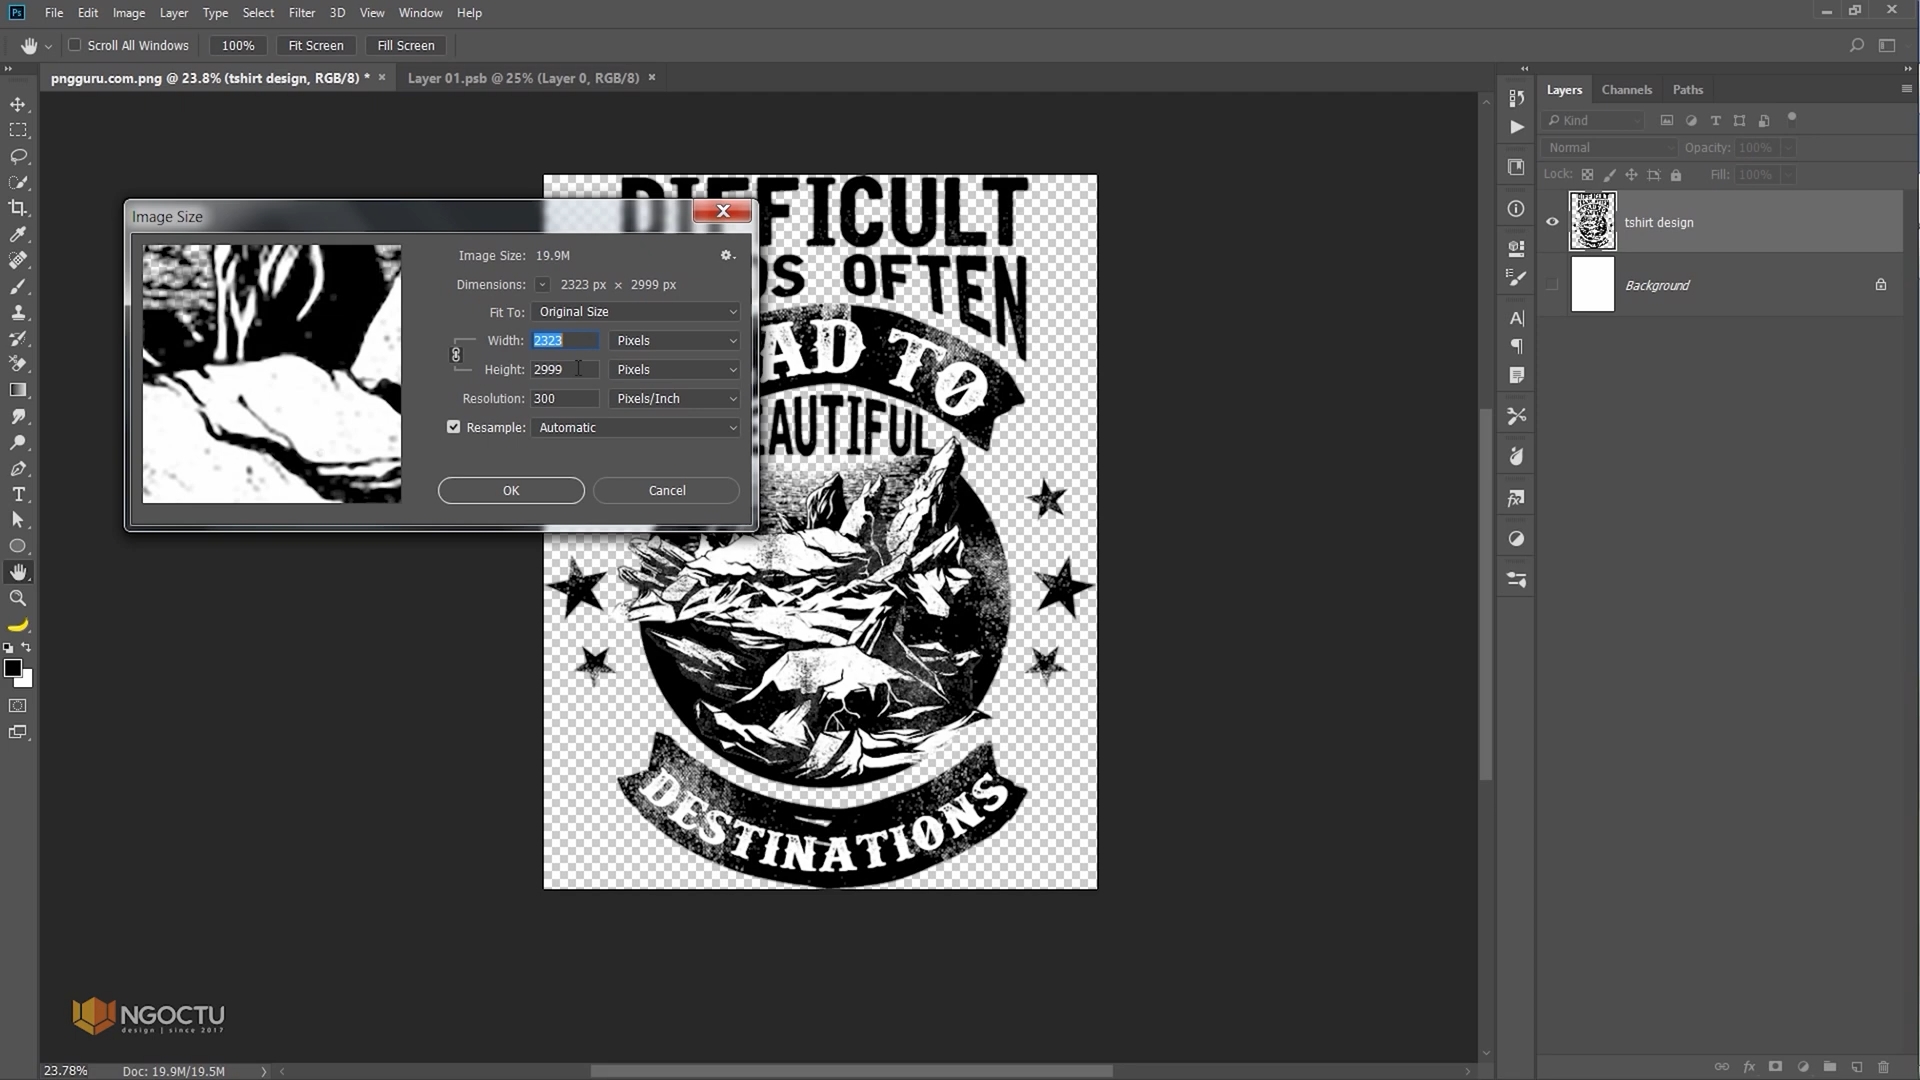 Ps File Edit Image Layer Type Select Filter 3D View Window Help
Scroll All Windows 100% Fit Screen Fill Screen
pngguru.com.png @ 23.8% (tshirt design, RGB/8) * × Layer 01.psb @ 25% (Layer 0, RGB/8) ×
Layers Channels Paths
Kind
Normal Opacity: 100%
Lock: Fill: 100%
tshirt design
Background
Image Size
Image Size: 19.9M
Dimensions: 2323 px × 2999 px
Fit To: Original Size
Width: 2323 Pixels
Height: 2999 Pixels
Resolution: 300 Pixels/Inch
Resample: Automatic
OK Cancel
DIFFICULT
DS OFTEN
AD TO
EAUTIFUL
DESTINATIONS
NGOCTU
design | since 2017
23.78% Doc: 19.9M/19.5M